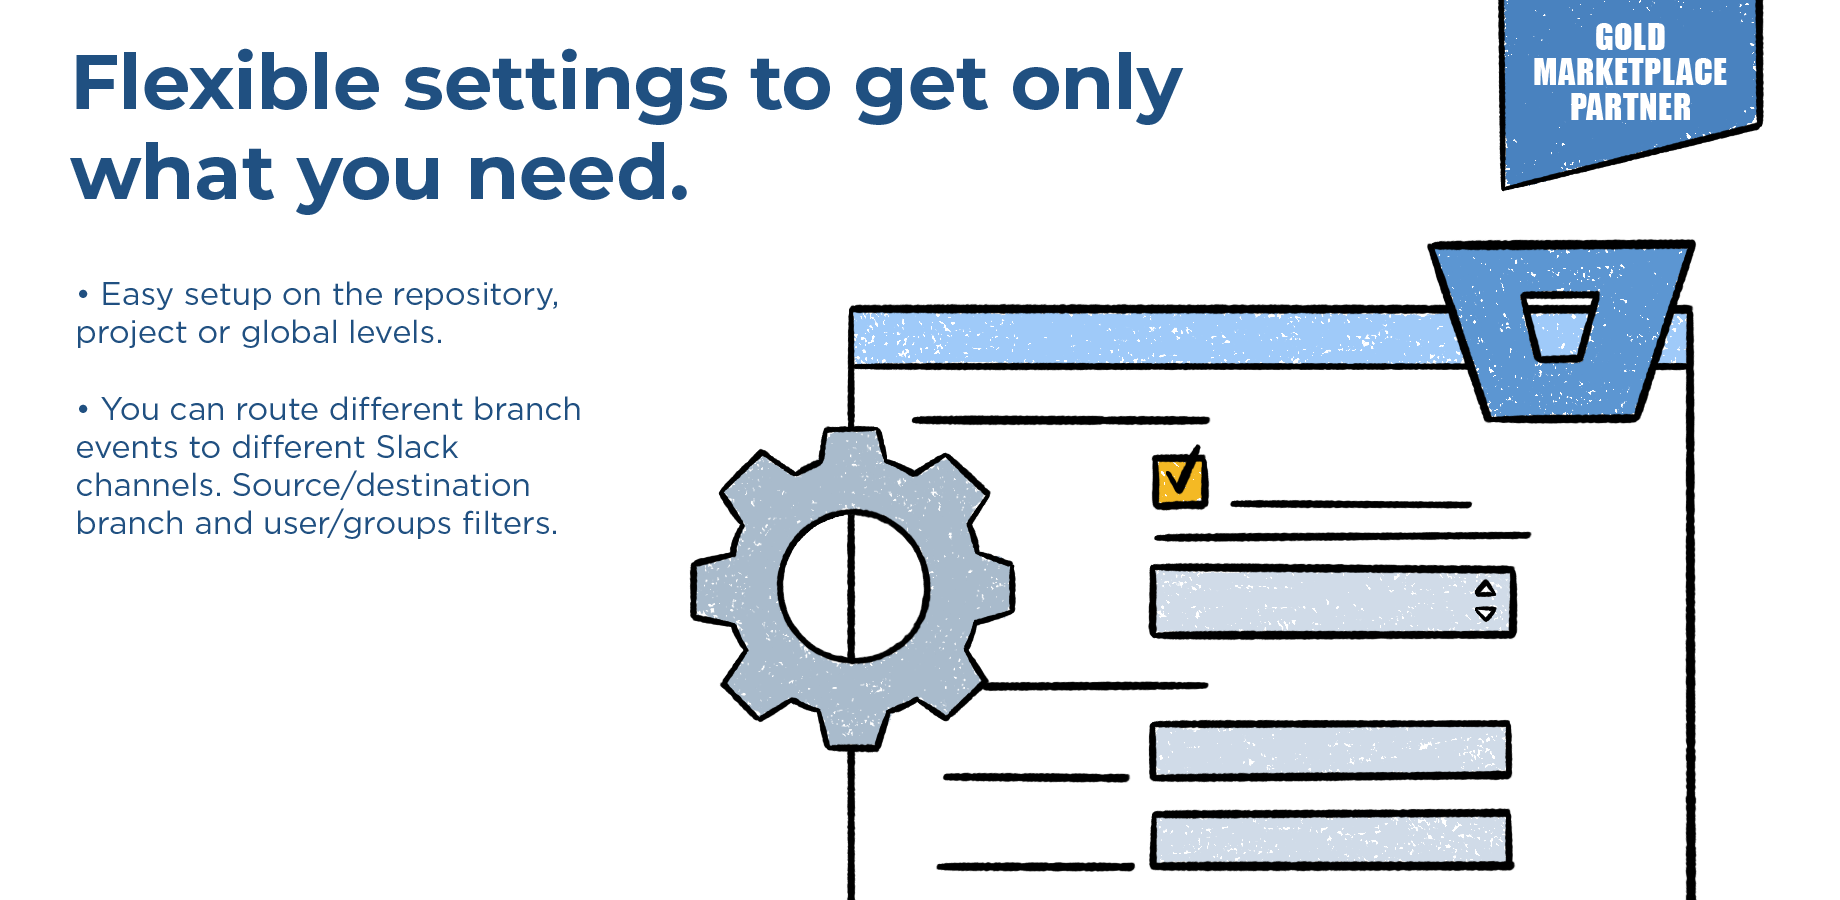 Flexible settings to get only
what you need.
GOLD
MARKETPLACE
PARTNER
• Easy setup on the repository,
project or global levels.
• You can route different branch
events to different Slack
channels. Source/destination
branch and user/groups filters.